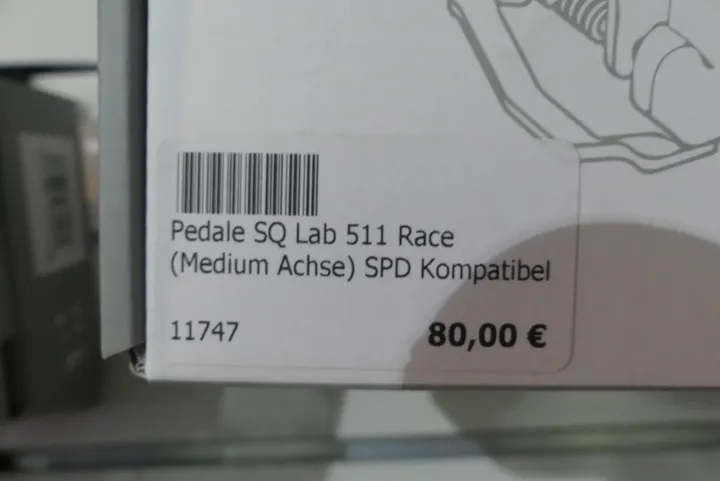 Pedale SQ Lab 511 Race
(Medium Achse) SPD Kompatibel
11747
80,00 €